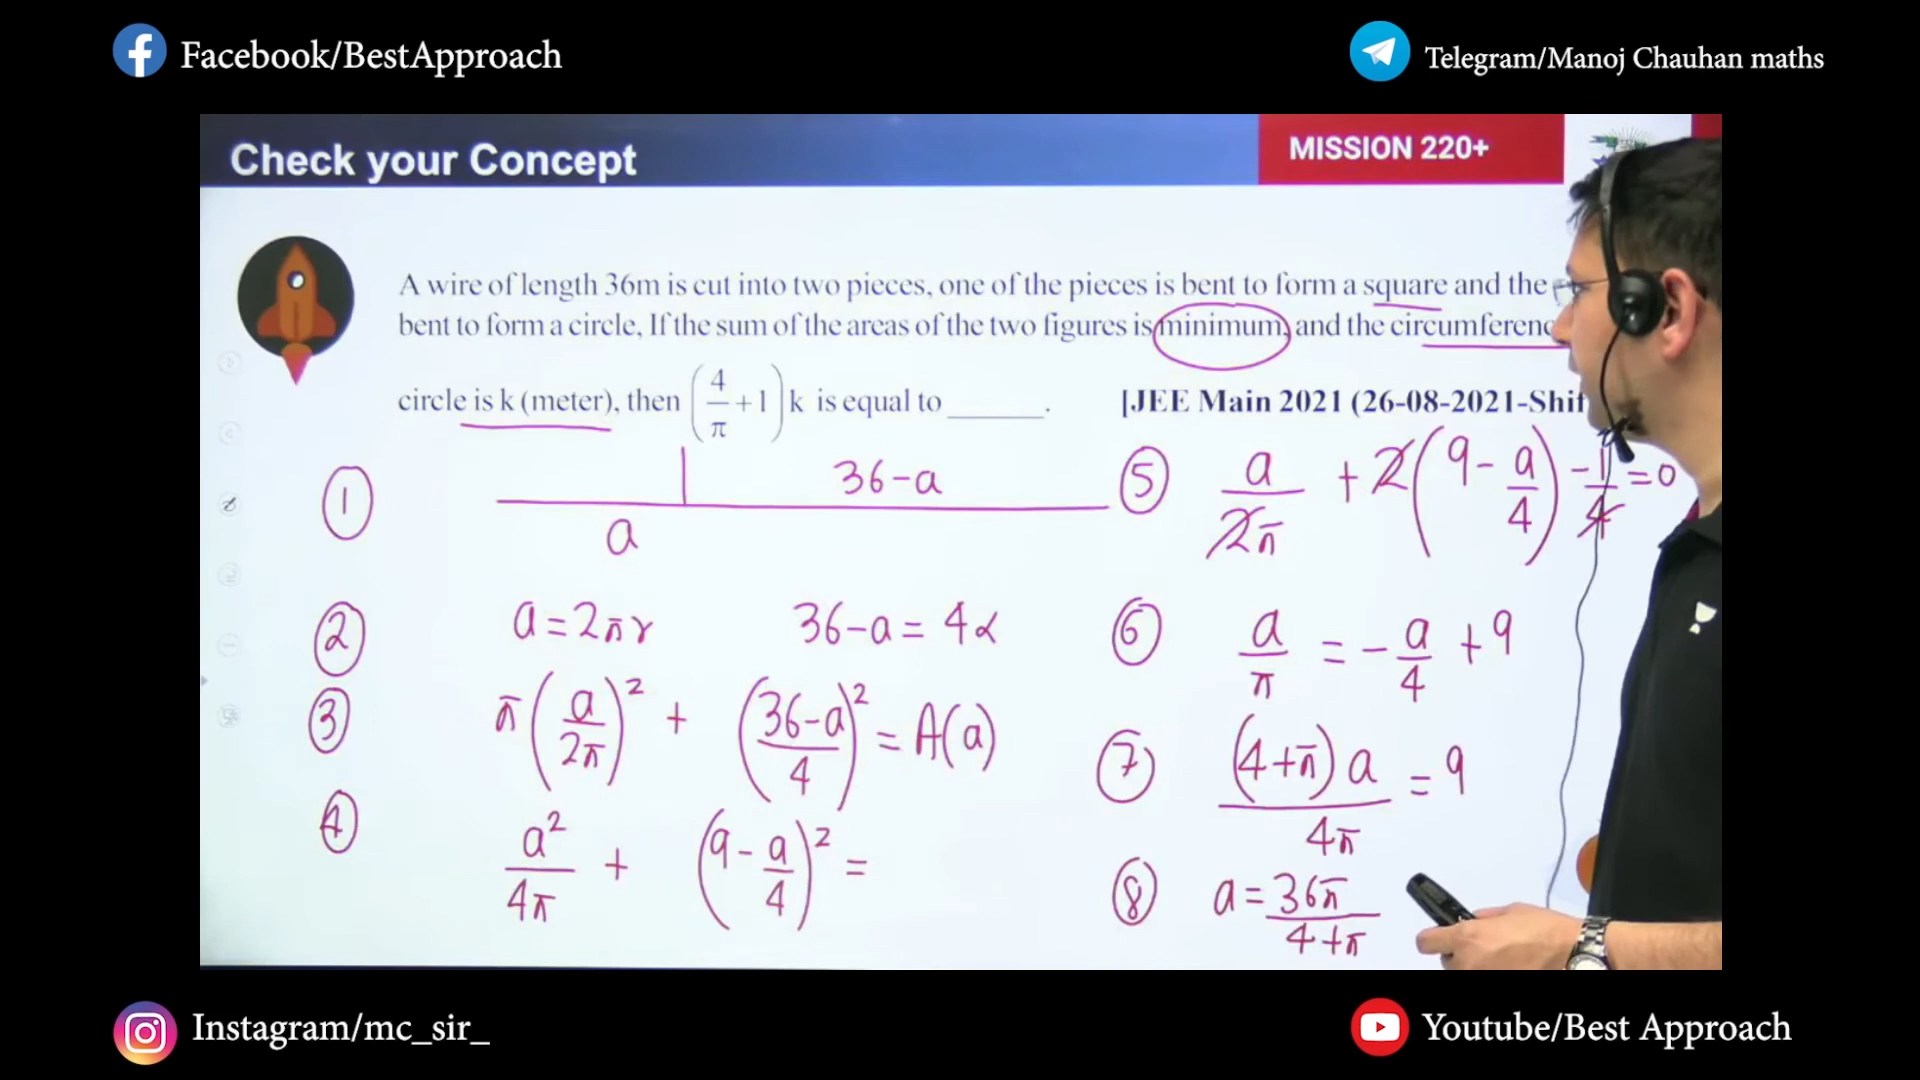 Facebook/BestApproach
Telegram/Manoj Chauhan maths
Check your Concept
MISSION 220+
A wire of length 36m is cut into two pieces, one of the pieces is bent to form a square and the
bent to form a circle, If the sum of the areas of the two figures is minimum, and the circumferenc
circle is k (meter), then (4/π + 1) k is equal to ______.
[JEE Main 2021 (26-08-2021-Shif
① 36-a
a
② a = 2πr 36-a = 4α
③ π(a/2π)² + (36-a/4)² = A(a)
④ a²/4π + (9 - a/4)² =
⑤ a/2π + 2(9 - a/4) -1/4 = 0
⑥ a/π = -a/4 + 9
⑦ (4+π)a/4π = 9
⑧ a = 36π/4+π
Instagram/mc_sir_
Youtube/Best Approach